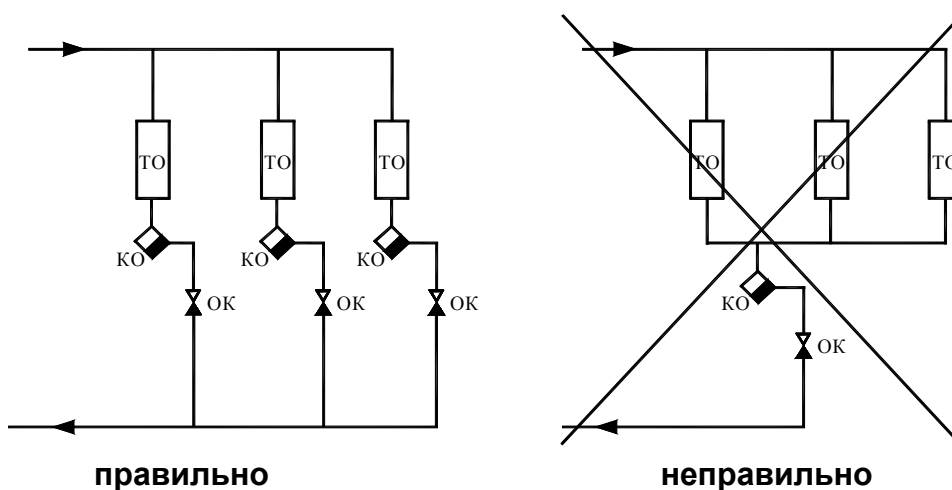 ТО ТО ТО ТО ТО ТО
КО КО КО
ОК ОК ОК
КО
ОК
правильно неправильно